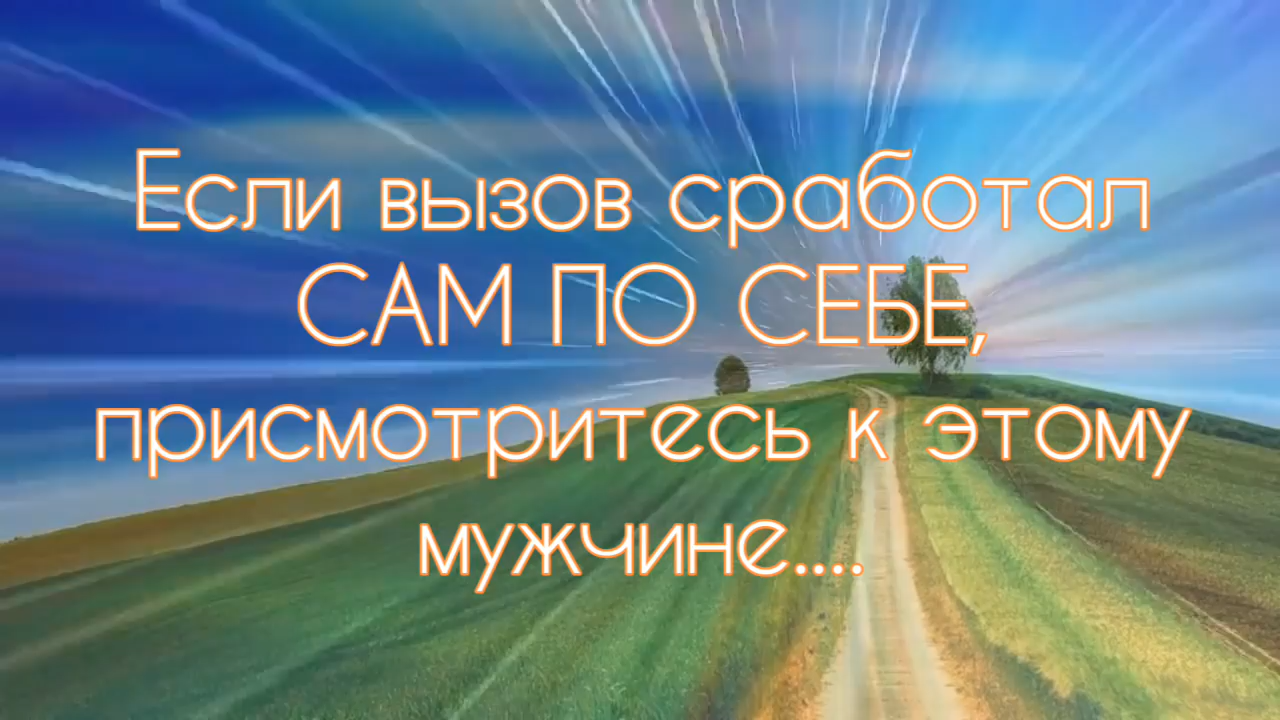 Если вызов сработал
САМ ПО СЕБЕ,
присмотритесь к этому
мужчине....